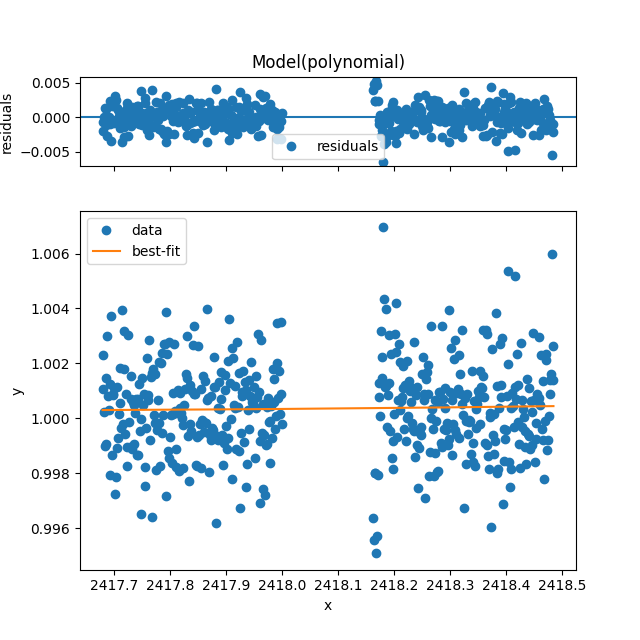 Model(polynomial)
0.005
0.000
−0.005
residuals
residuals
data
best-fit
1.006
1.004
1.002
1.000
0.998
0.996
y
2417.7 2417.8 2417.9 2418.0 2418.1 2418.2 2418.3 2418.4 2418.5
x